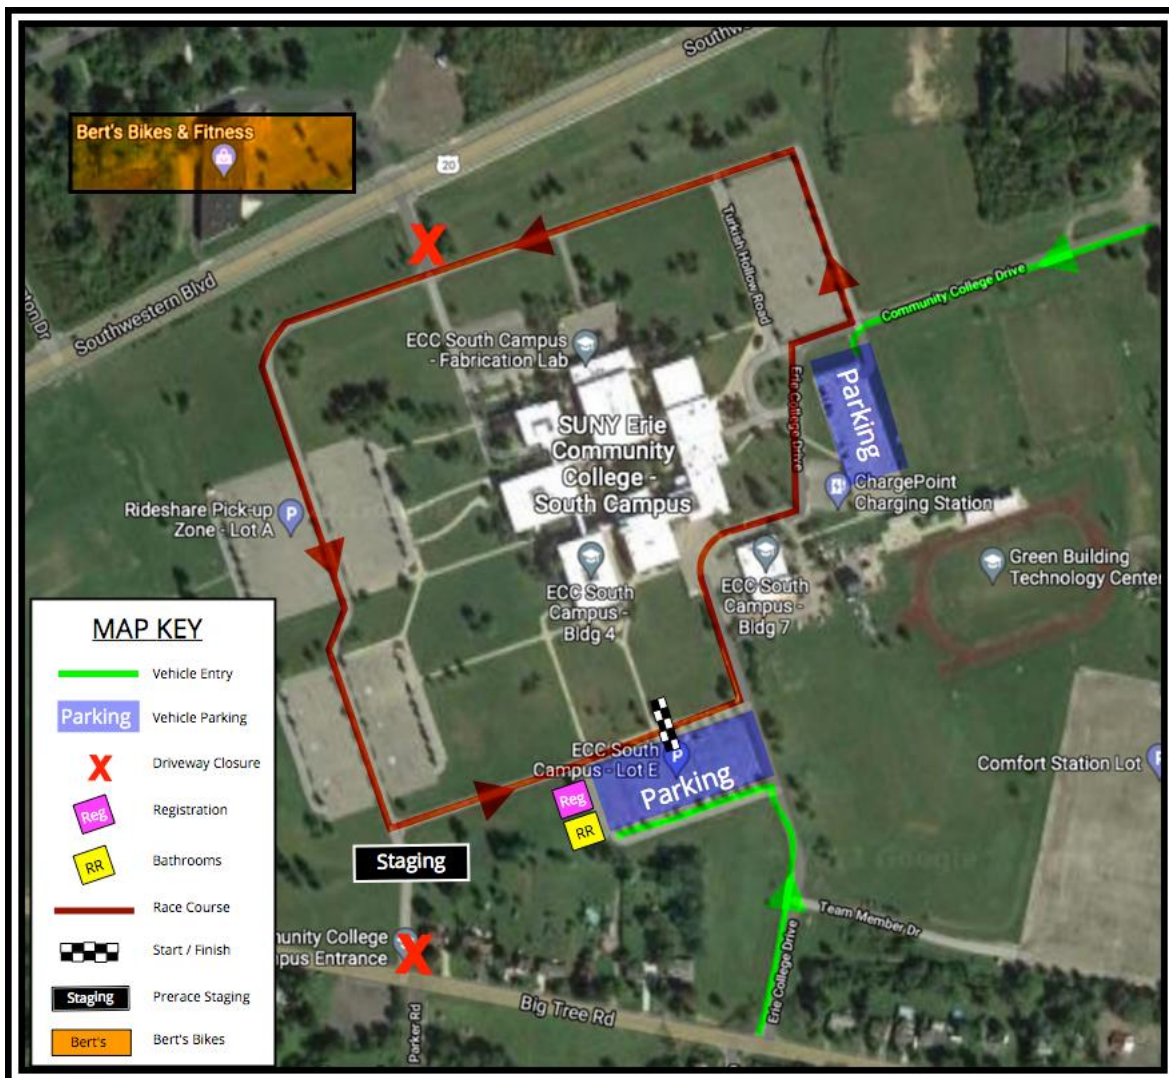 Southw
Bert's Bikes & Fitness
20
Turkish Hollow Road
Community College Drive
Southwestern Blvd
ton Dr
ECC South Campus
- Fabrication Lab
Parking
Erie College Drive
SUNY Erie
Community
College -
South Campus
ChargePoint
Charging Station
Rideshare Pick-up
Zone - Lot A
P
Green Building
Technology Center
ECC South
Campus -
Bldg 4
ECC South
Campus -
Bldg 7
MAP KEY
Vehicle Entry
Parking
Vehicle Parking
X
Driveway Closure
Reg
Registration
RR
Bathrooms
Race Course
Start / Finish
Staging
Prerace Staging
Bert's
Bert's Bikes
X
ECC South
Campus - Lot E
P
Parking
Comfort Station Lot
P
Reg
RR
Staging
Team Member Dr
nunity College
npus Entrance
X
Erie College Drive
Big Tree Rd
Parker Rd